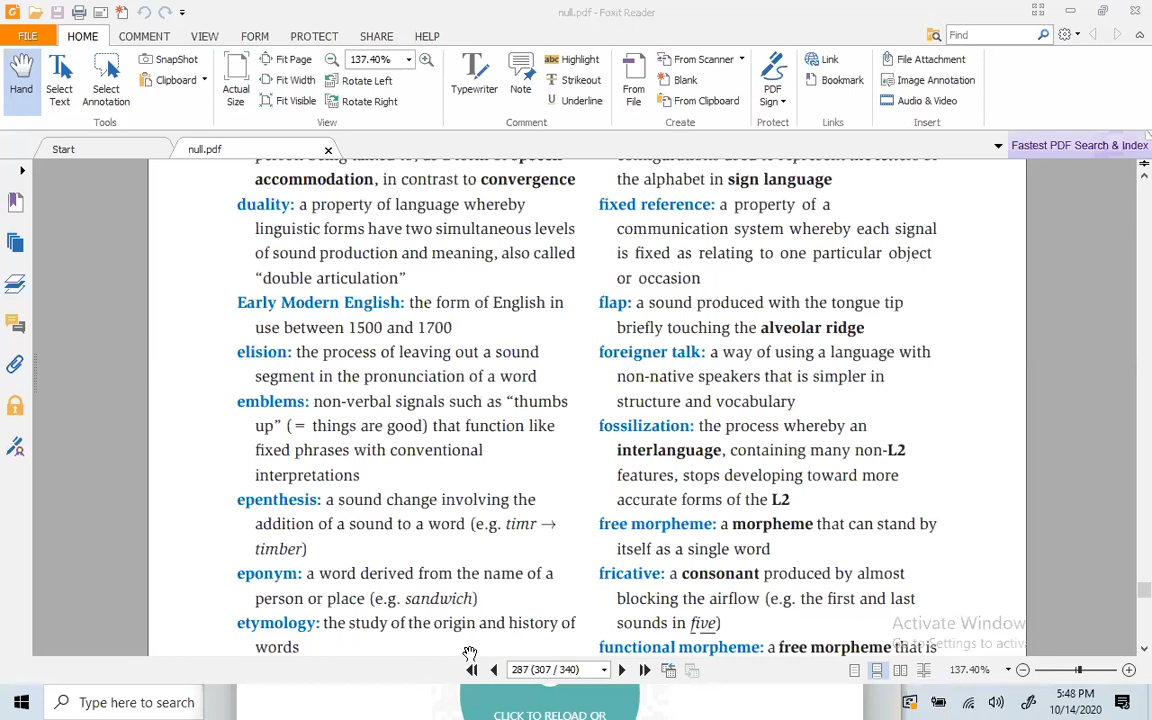 null.pdf - Foxit Reader
FILE HOME COMMENT VIEW FORM PROTECT SHARE HELP
Find
Hand
Select Text
Select Annotation
SnapShot
Clipboard
Actual Size
Fit Page
Fit Width
Fit Visible
137.40%
Rotate Left
Rotate Right
Typewriter
Note
Highlight
Strikeout
Underline
From File
From Scanner
Blank
From Clipboard
PDF Sign
Link
Bookmark
File Attachment
Image Annotation
Audio & Video
Tools View Comment Create Protect Links Insert
Start
null.pdf
Fastest PDF Search & Index
accommodation, in contrast to convergence
duality: a property of language whereby
linguistic forms have two simultaneous levels
of sound production and meaning, also called
“double articulation”
Early Modern English: the form of English in
use between 1500 and 1700
elision: the process of leaving out a sound
segment in the pronunciation of a word
emblems: non-verbal signals such as “thumbs
up” (= things are good) that function like
fixed phrases with conventional
interpretations
epenthesis: a sound change involving the
addition of a sound to a word (e.g. timr →
timber)
eponym: a word derived from the name of a
person or place (e.g. sandwich)
etymology: the study of the origin and history of
words
the alphabet in sign language
fixed reference: a property of a
communication system whereby each signal
is fixed as relating to one particular object
or occasion
flap: a sound produced with the tongue tip
briefly touching the alveolar ridge
foreigner talk: a way of using a language with
non-native speakers that is simpler in
structure and vocabulary
fossilization: the process whereby an
interlanguage, containing many non-L2
features, stops developing toward more
accurate forms of the L2
free morpheme: a morpheme that can stand by
itself as a single word
fricative: a consonant produced by almost
blocking the airflow (e.g. the first and last
sounds in five)
functional morpheme: a free morpheme that is
Activate Window
Go to Settings to activ
287 (307 / 340)
137.40%
Type here to search
CLICK TO RELOAD OR
5:48 PM
10/14/2020